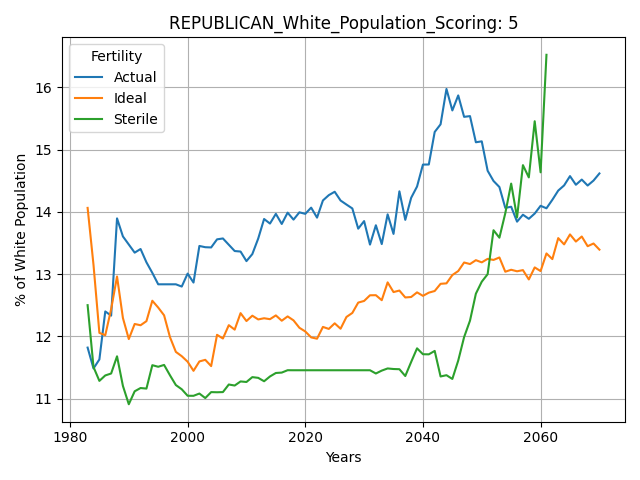 REPUBLICAN_White_Population_Scoring: 5
Fertility
Actual
Ideal
Sterile
% of White Population
16
15
14
13
12
11
1980
2000
2020
2040
2060
Years